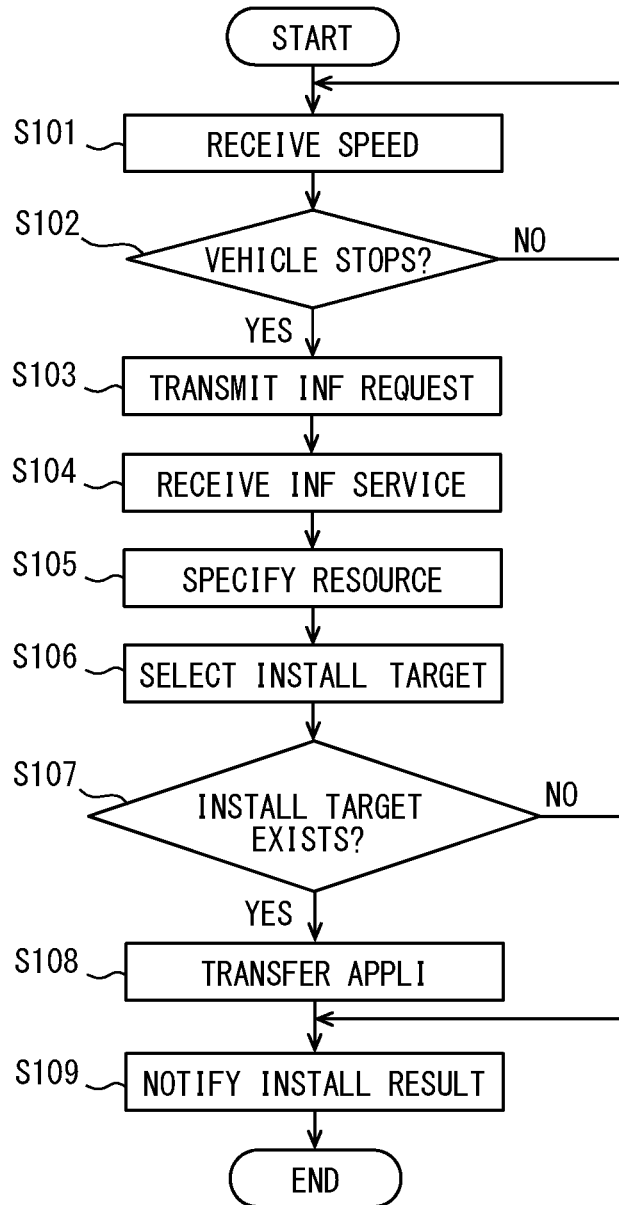 START
S101
RECEIVE SPEED
S102
VEHICLE STOPS?
NO
YES
S103
TRANSMIT INF REQUEST
S104
RECEIVE INF SERVICE
S105
SPECIFY RESOURCE
S106
SELECT INSTALL TARGET
S107
INSTALL TARGET
EXISTS?
NO
YES
S108
TRANSFER APPLI
S109
NOTIFY INSTALL RESULT
END